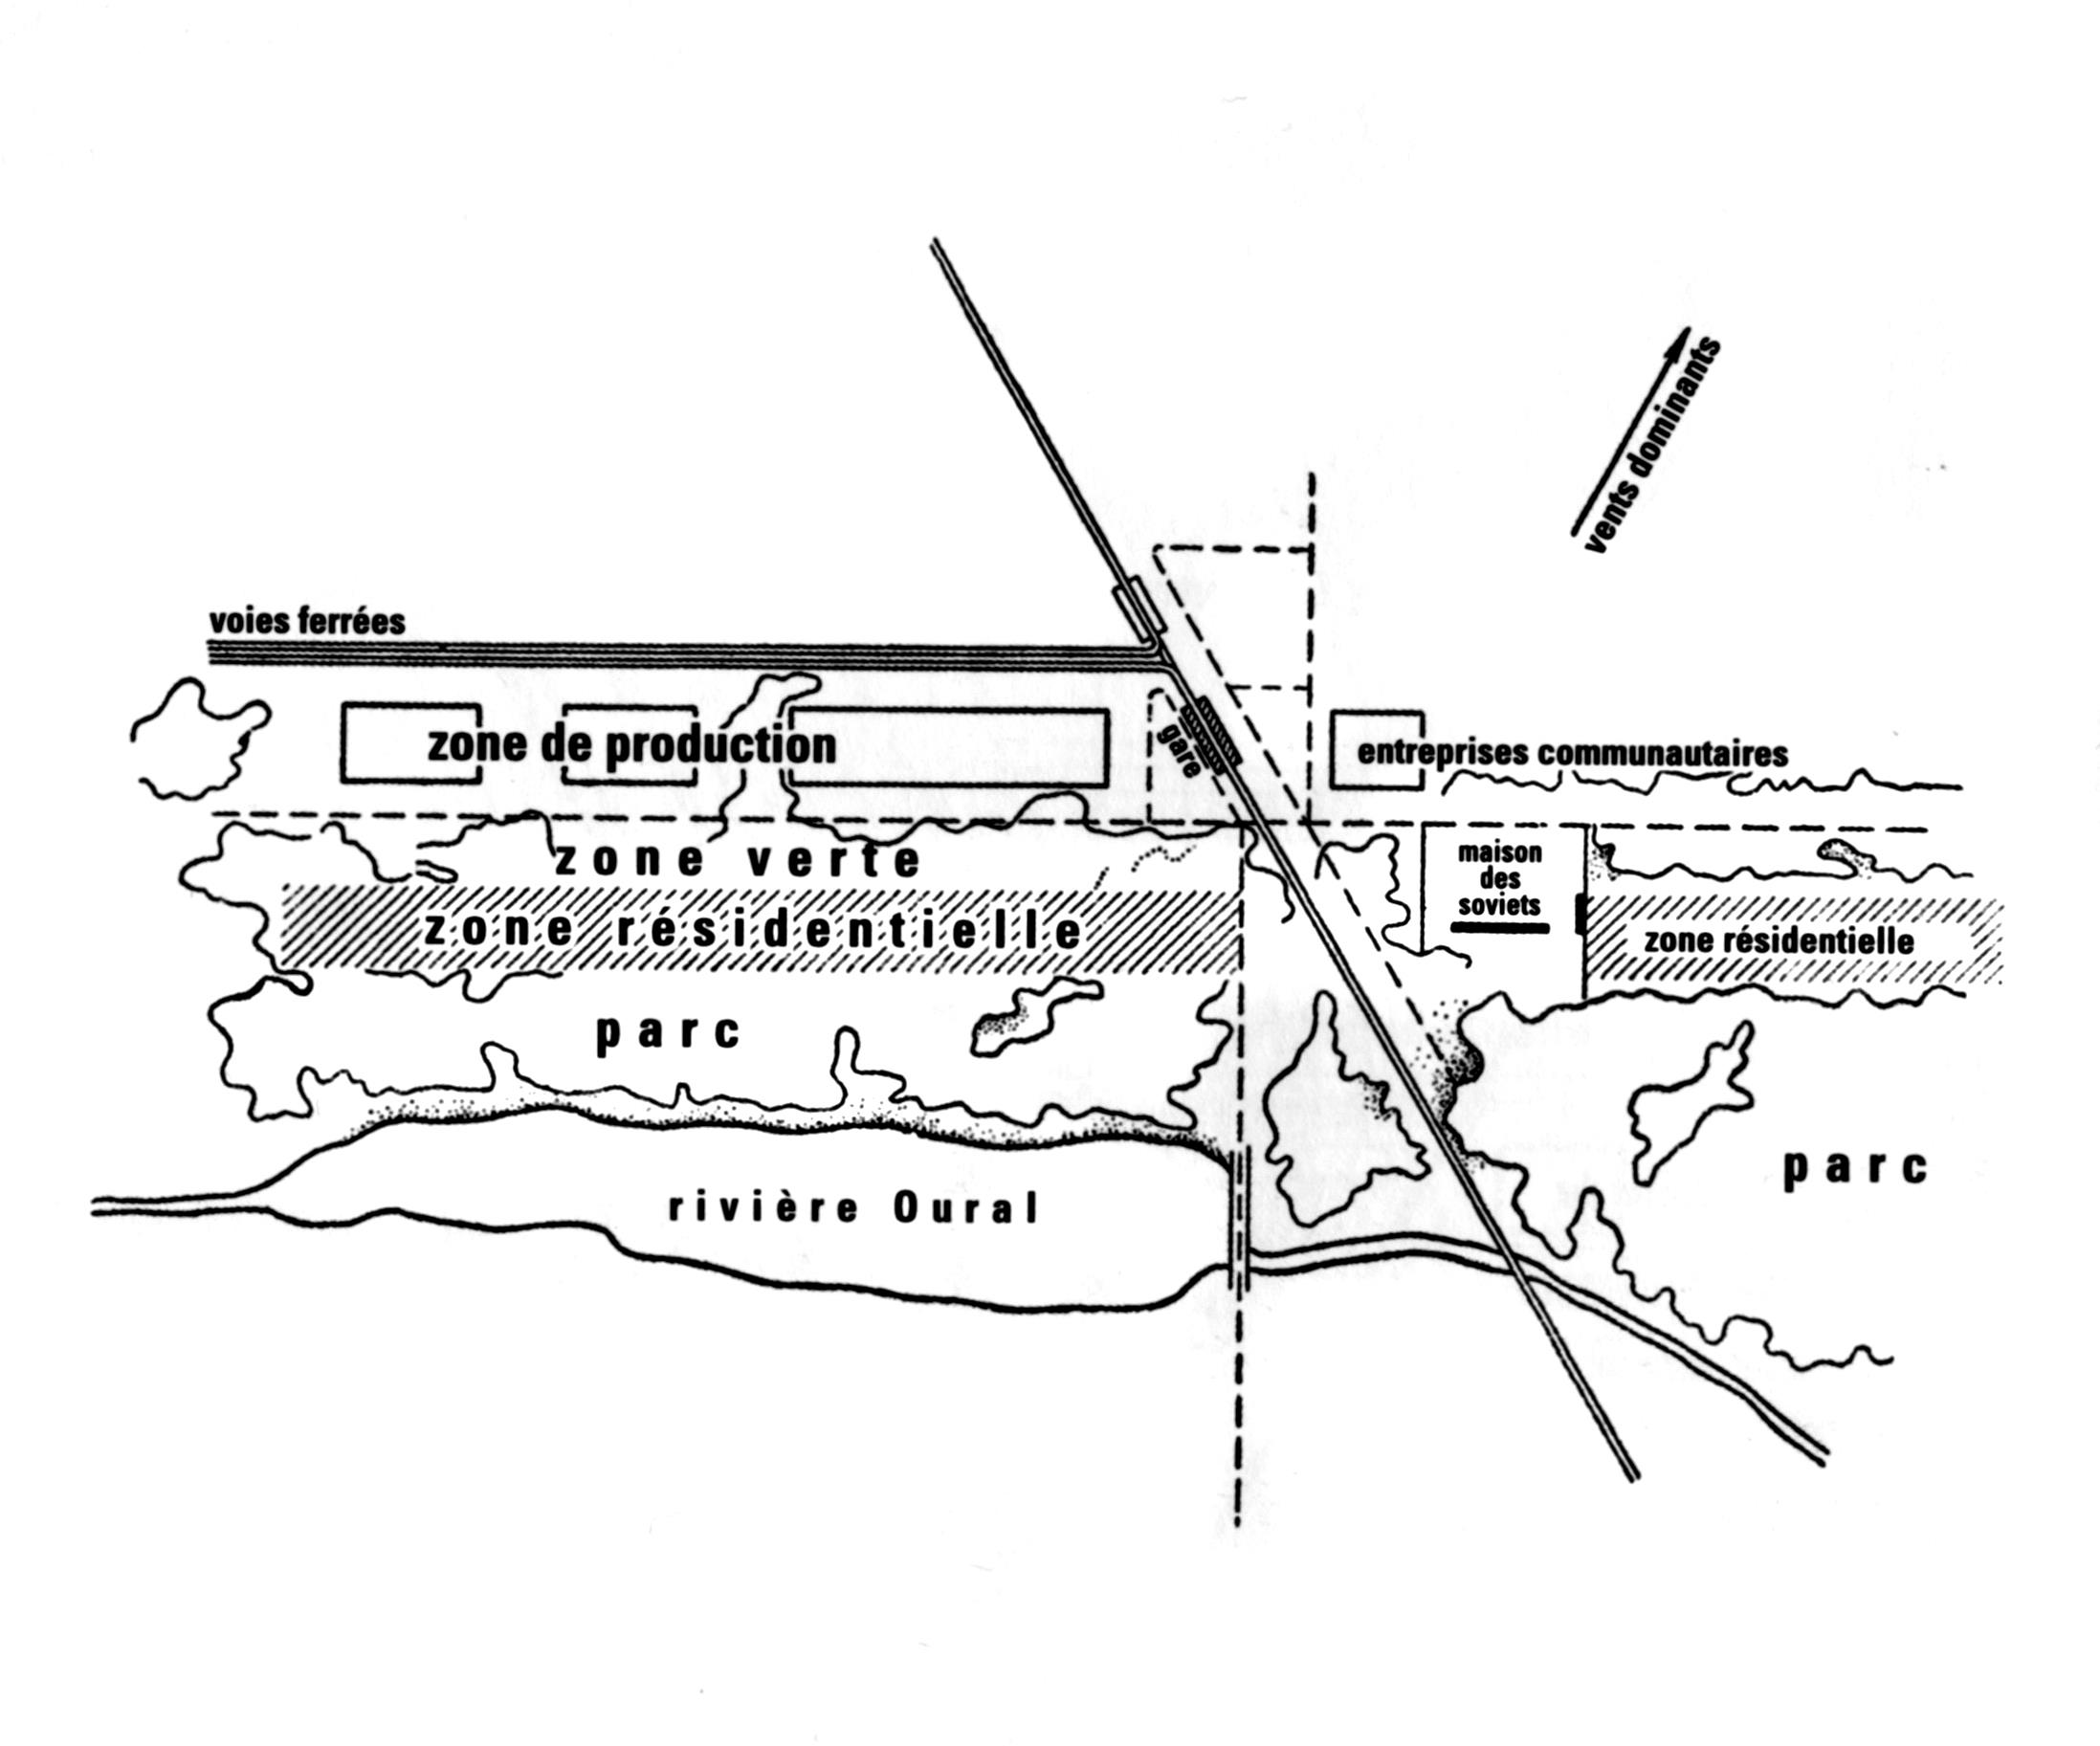 vents dominants
voies ferrées
zone de production
gare
entreprises communautaires
zone verte
maison
des
soviets
zone résidentielle
zone résidentielle
parc
parc
rivière Oural